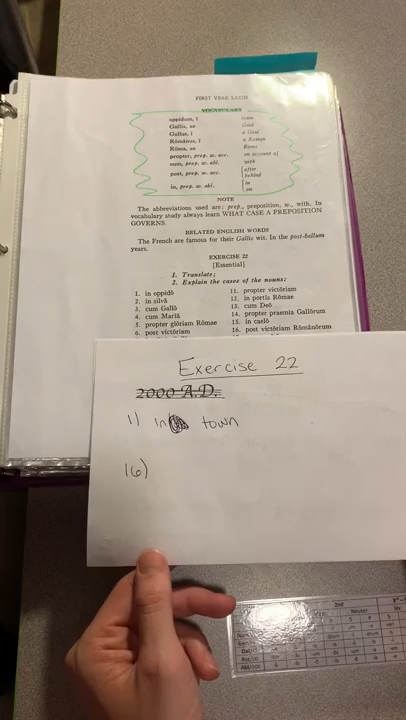 FIRST YEAR LATIN
VOCABULARY
oppidum, ī town
Gallia, ae Gaul
Gallus, ī a Gaul
Rōmānus, ī a Roman
Rōma, ae Rome
propter, prep. w. acc. on account of
cum, prep. w. abl. with
post, prep. w. acc. after
behind
in, prep. w. abl. in
on
NOTE
The abbreviations used are: prep., preposition, w., with. In
vocabulary study always learn WHAT CASE A PREPOSITION
GOVERNS.
RELATED ENGLISH WORDS
The French are famous for their Gallic wit. In the post-bellum
years.
EXERCISE 22
[Essential]
1. Translate;
2. Explain the cases of the nouns:
1. in oppidō 11. propter victōriam
2. in silvā 12. in portīs Rōmae
3. cum Gallō 13. cum Deō
4. cum Mariā 14. propter praemia Gallōrum
5. propter glōriam Rōmae 15. in caelō
6. post victōriam 16. post victōriam Rōmānōrum
Exercise 22
2000 A.D.
1) in town
16)
2nd
Neuter